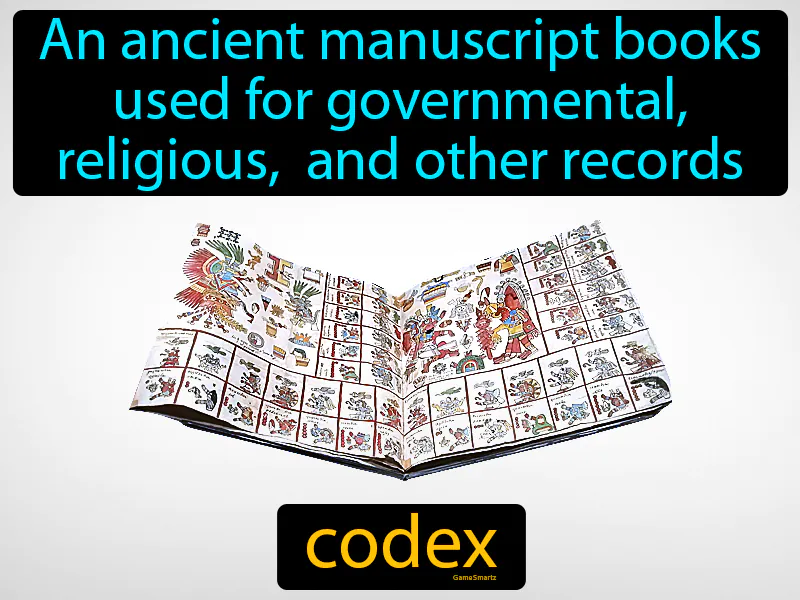 An ancient manuscript books
used for governmental,
religious, and other records
codex
GameSmartz